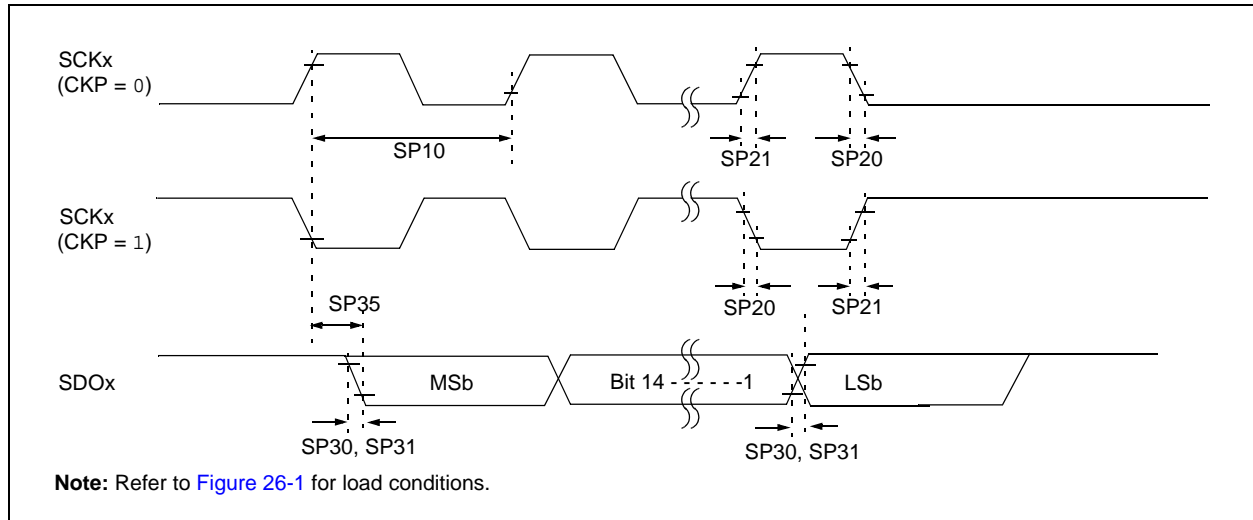 SCKx
(CKP = 0)
SP10
SP21
SP20
SCKx
(CKP = 1)
SP35
SP20
SP21
SDOx
MSb
Bit 14 - - - - - -1
LSb
SP30, SP31
SP30, SP31
Note: Refer to Figure 26-1 for load conditions.